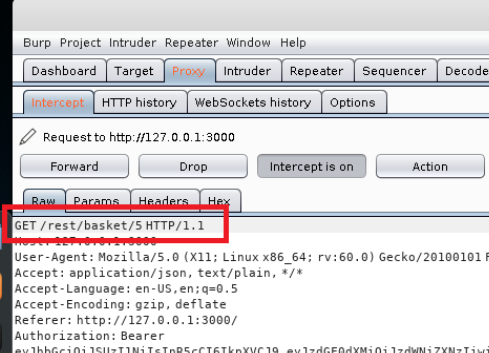 Burp Project Intruder Repeater Window Help
Dashboard Target Proxy Intruder Repeater Sequencer Decode
Intercept HTTP history WebSockets history Options
Request to http://127.0.0.1:3000
Forward Drop Intercept is on Action
Raw Params Headers Hex
GET /rest/basket/5 HTTP/1.1
Host: 127.0.0.1:3000
User-Agent: Mozilla/5.0 (X11; Linux x86_64; rv:60.0) Gecko/20100101 F
Accept: application/json, text/plain, */*
Accept-Language: en-US,en;q=0.5
Accept-Encoding: gzip, deflate
Referer: http://127.0.0.1:3000/
Authorization: Bearer